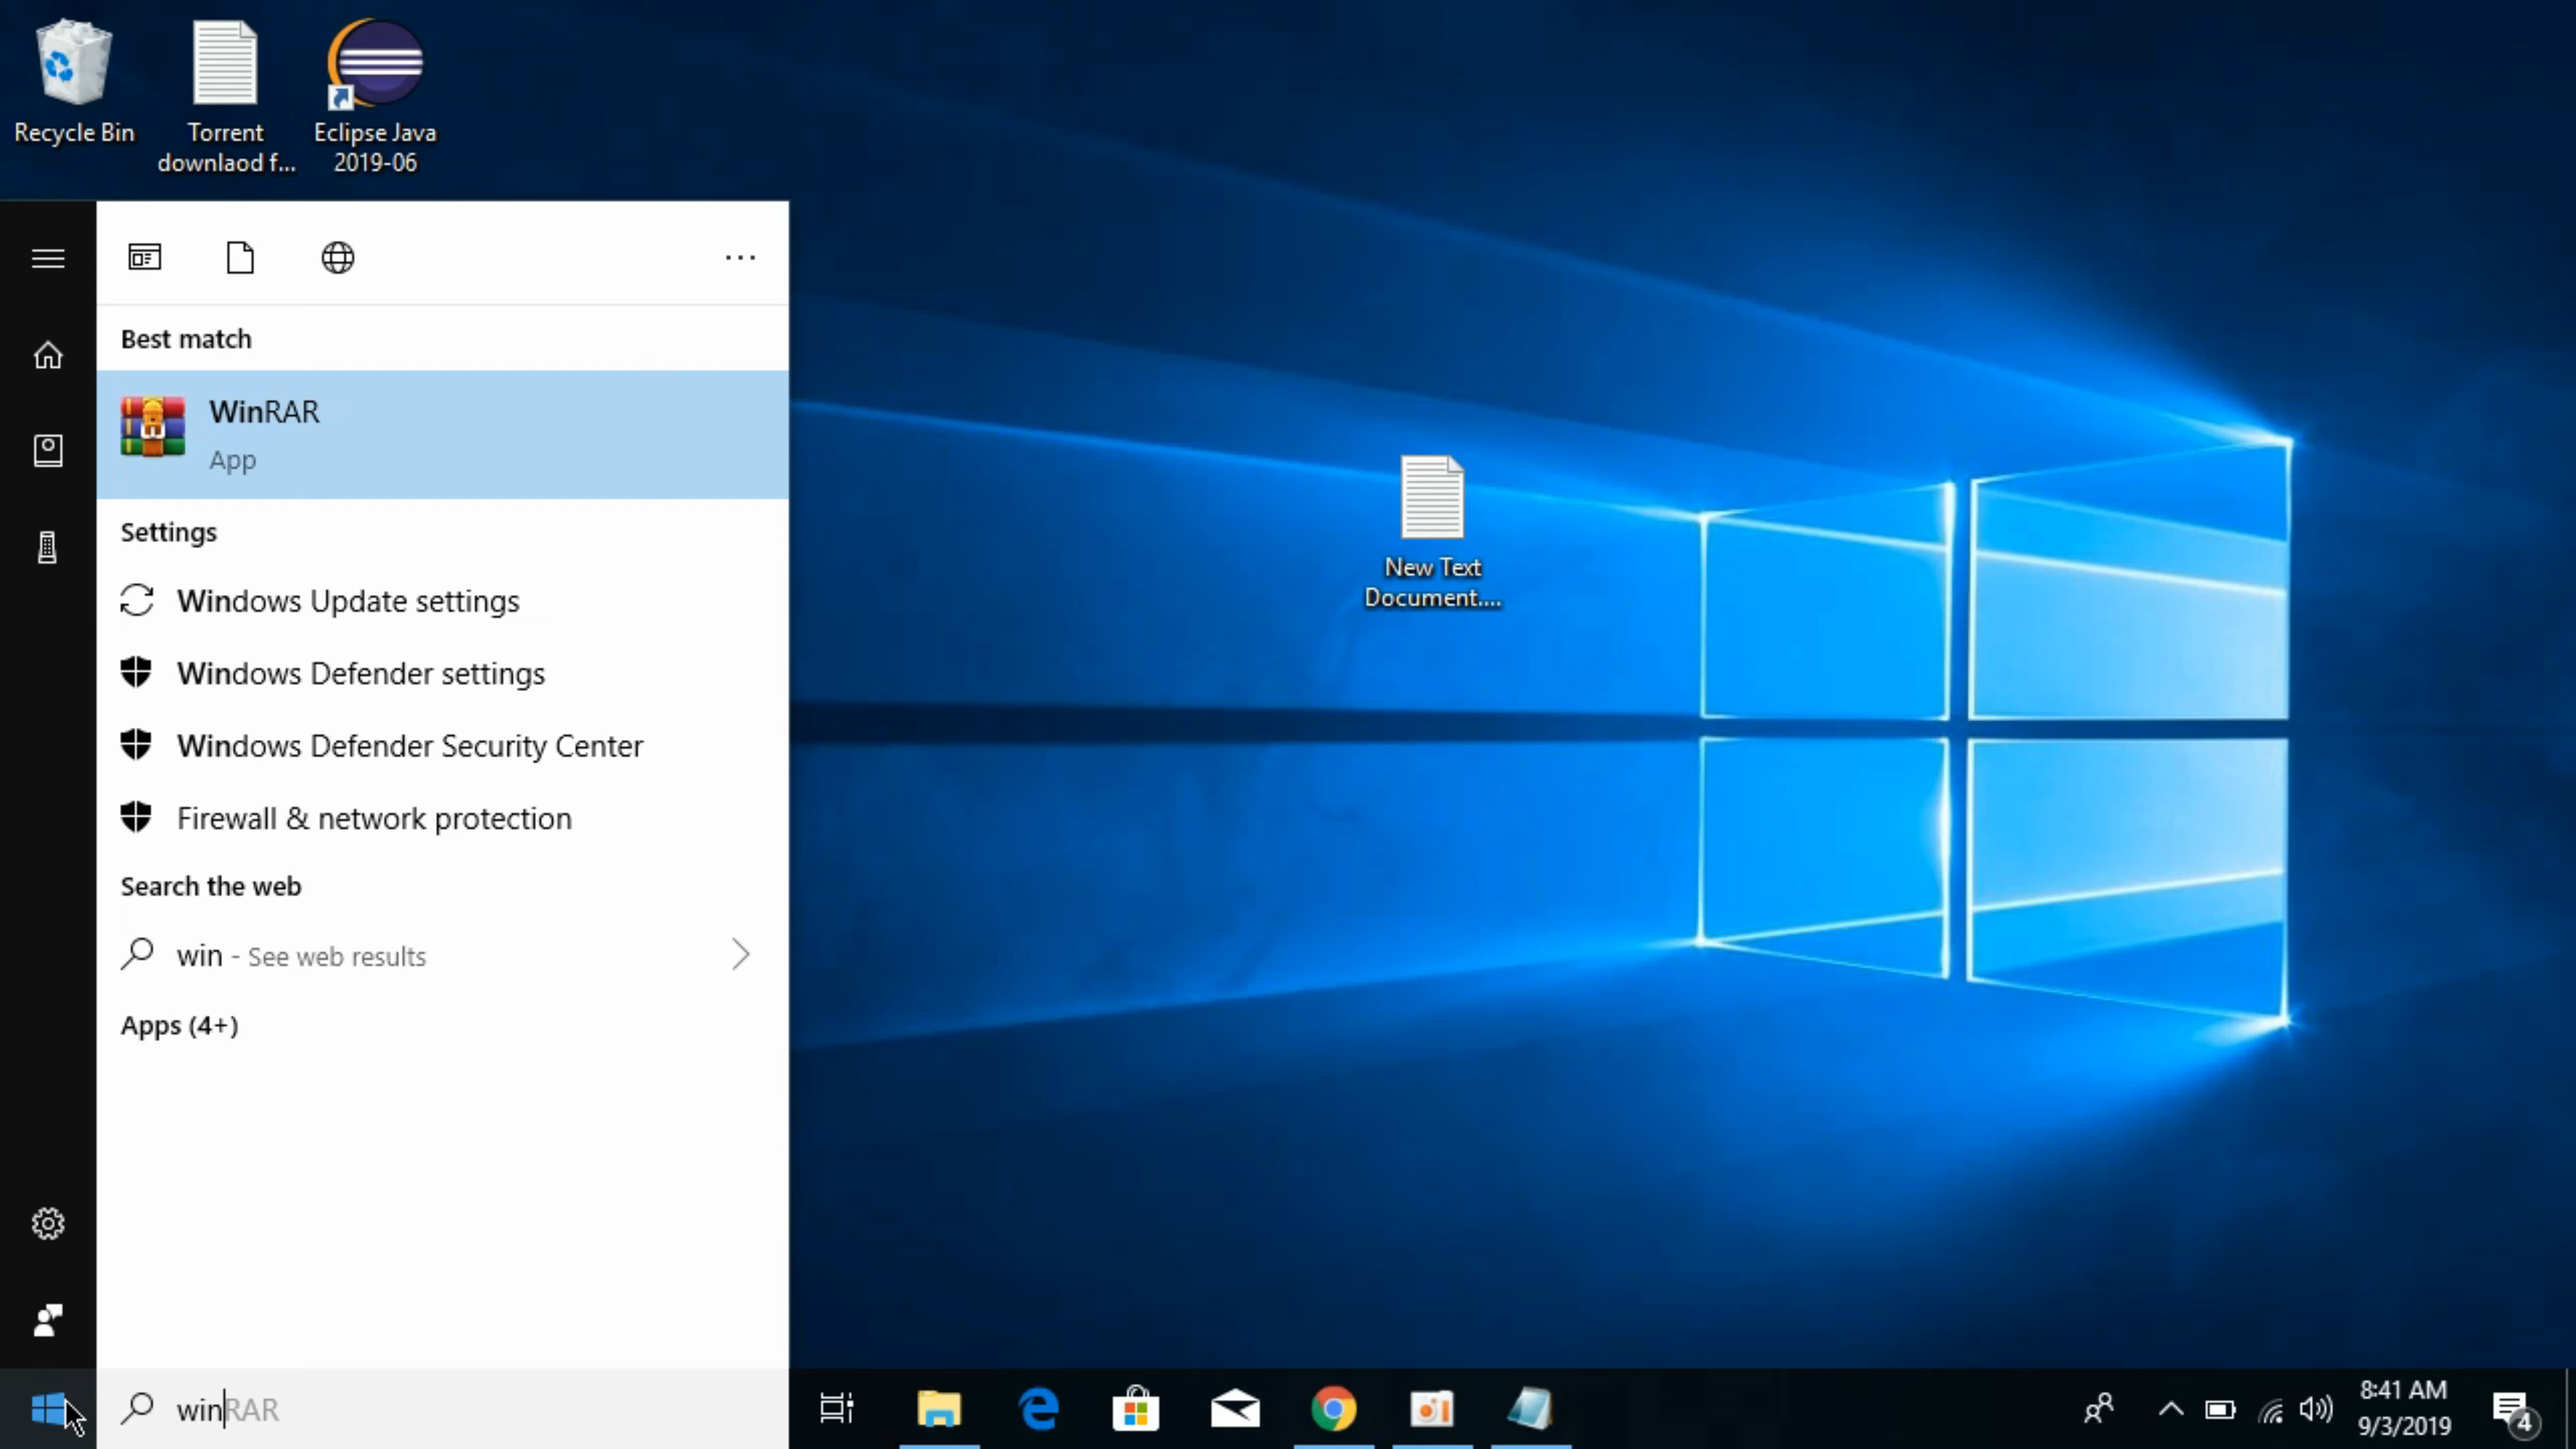 Recycle Bin
Torrent
downlaod f...
Eclipse Java
2019-06
Best match
WinRAR
App
Settings
Windows Update settings
Windows Defender settings
Windows Defender Security Center
Firewall & network protection
Search the web
win - See web results
Apps (4+)
New Text
Document....
winRAR
8:41 AM
9/3/2019
4